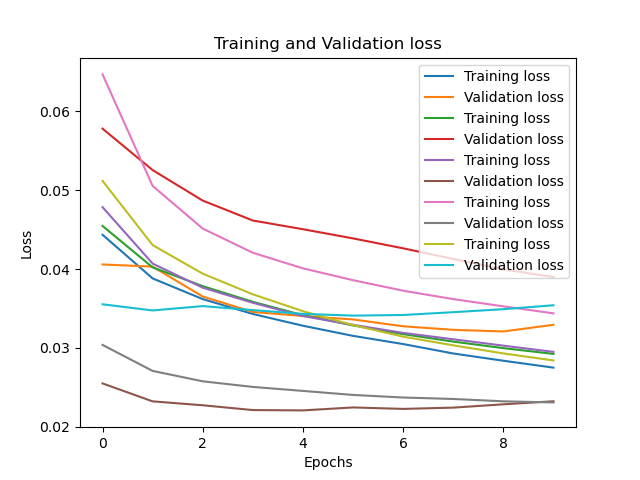 Training and Validation loss
Training loss
Validation loss
Training loss
Validation loss
Training loss
Validation loss
Training loss
Validation loss
Training loss
Validation loss
Loss
0.06
0.05
0.04
0.03
0.02
0 2 4 6 8
Epochs